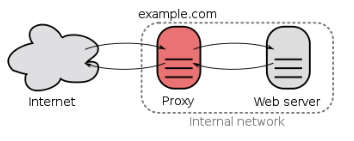 example.com
Internet
Proxy
Web server
Internal network